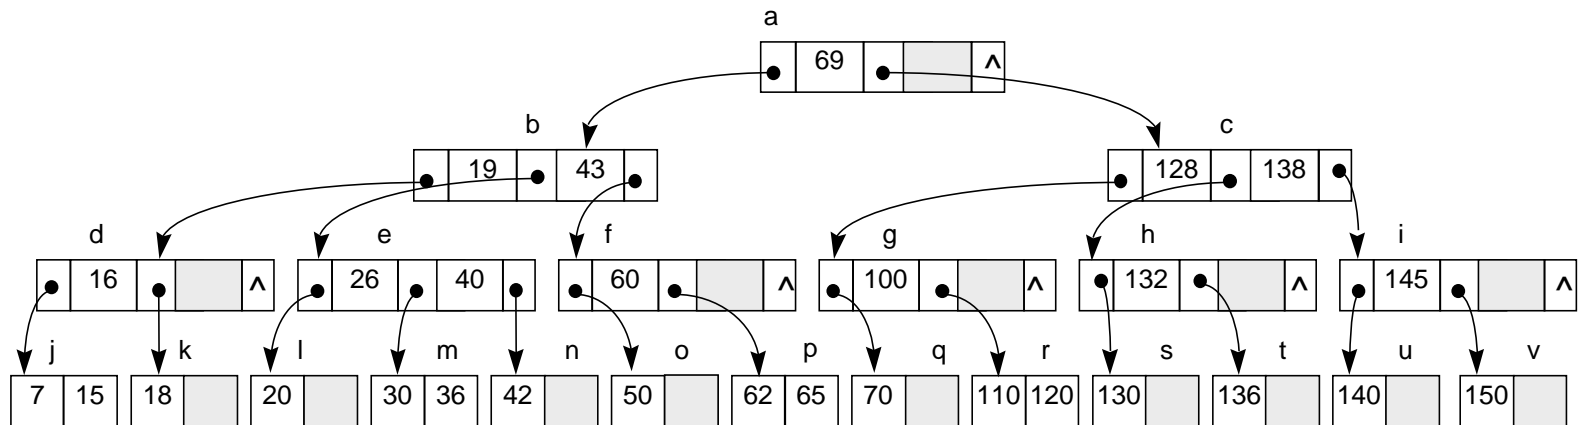 a
69 ^
b c
19 43 128 138
d e f g h i
16 ^ 26 40 60 ^ 100 ^ 132 ^ 145 ^
j k l m n o p q r s t u v
7 15 18 20 30 36 42 50 62 65 70 110 120 130 136 140 150